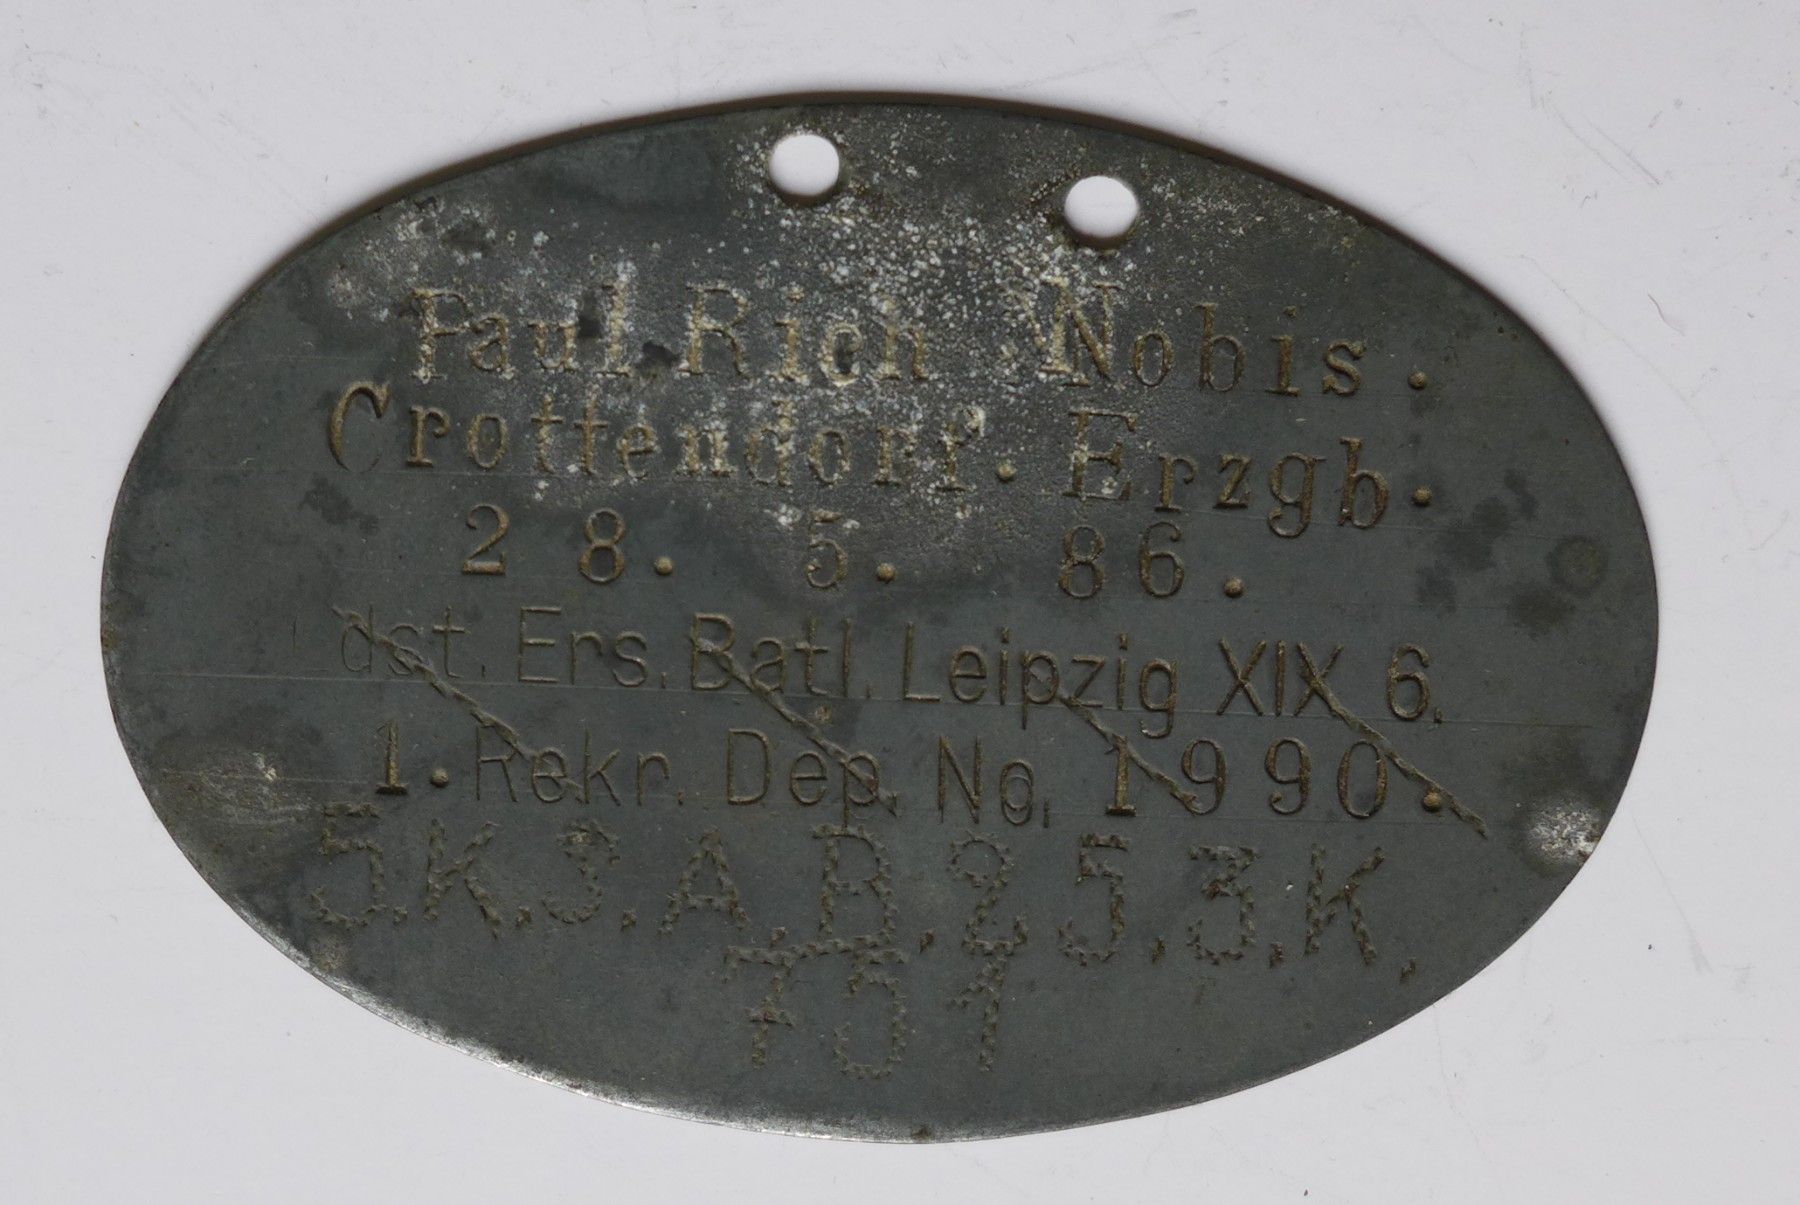 Paul Rich Nobis.
Crottendorf. Erzgb.
28. 5. 86.
Ldst. Ers. Batl. Leipzig XIX 6.
1. Rekr. Dep. No. 1990.
5.K.3.A.B.25.3.K.
751